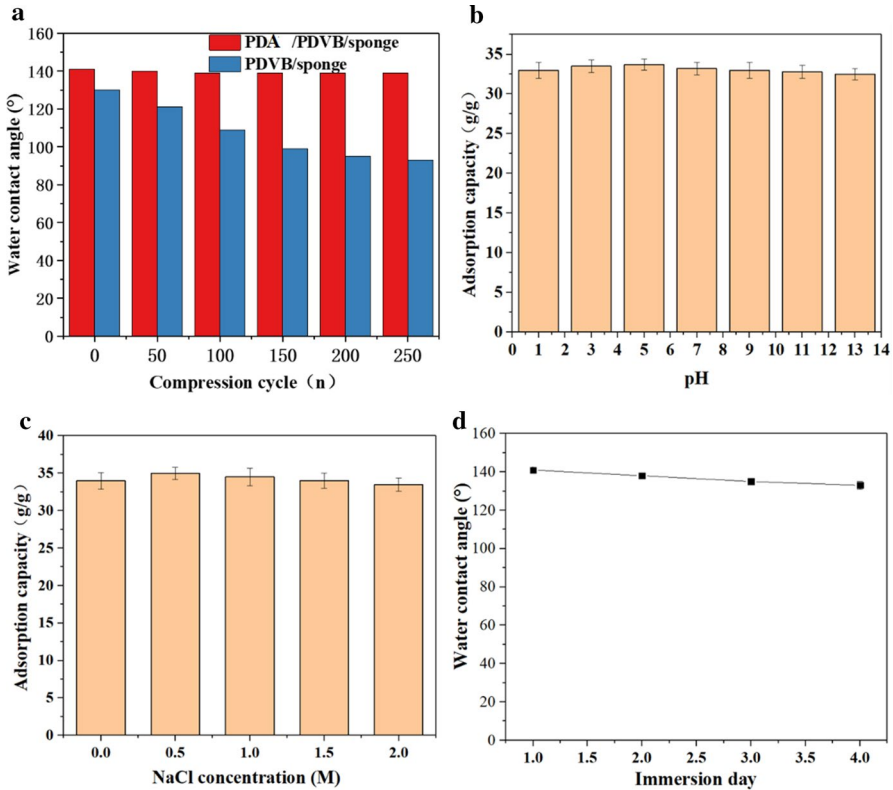 a
160
140
120
100
80
60
40
20
0
Water contact angle (°)
PDA /PDVB/sponge
PDVB/sponge
0 50 100 150 200 250
Compression cycle（n）
b
35
30
25
20
15
10
5
0
Adsorption capacity（g/g）
0 1 2 3 4 5 6 7 8 9 10 11 12 13 14
pH
c
40
35
30
25
20
15
10
5
0
Adsorption capacity（g/g）
0.0 0.5 1.0 1.5 2.0
NaCl concentration (M)
d
160
140
120
100
80
60
40
20
0
Water contact angle (°)
1.0 1.5 2.0 2.5 3.0 3.5 4.0
Immersion day